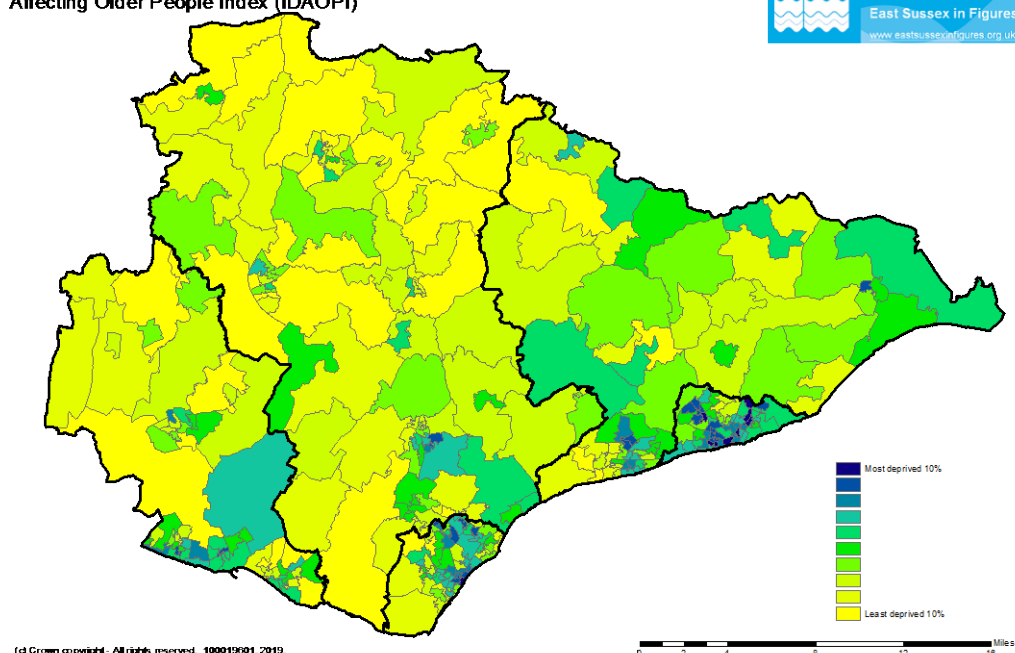 Affecting Older People Index (IDAOPI)
East Sussex in Figures
www.eastsussexinfigures.org.uk
Most deprived 10%
Least deprived 10%
Miles
(c) Crown copyright - All rights reserved. 100019601 2019.